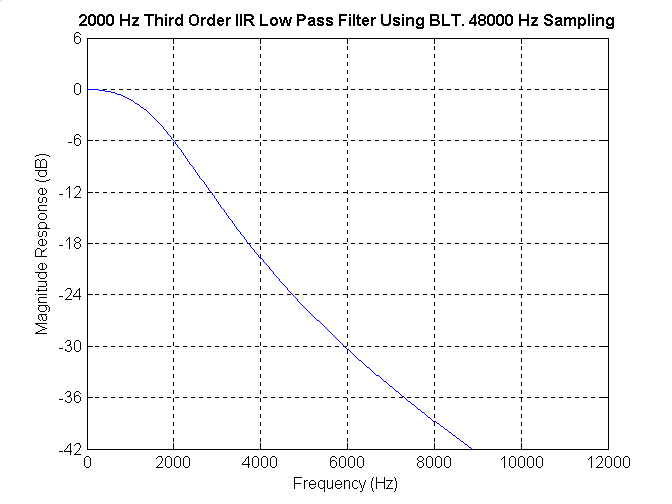 2000 Hz Third Order IIR Low Pass Filter Using BLT. 48000 Hz Sampling
6
0
-6
-12
-18
-24
-30
-36
-42
Magnitude Response (dB)
0 2000 4000 6000 8000 10000 12000
Frequency (Hz)